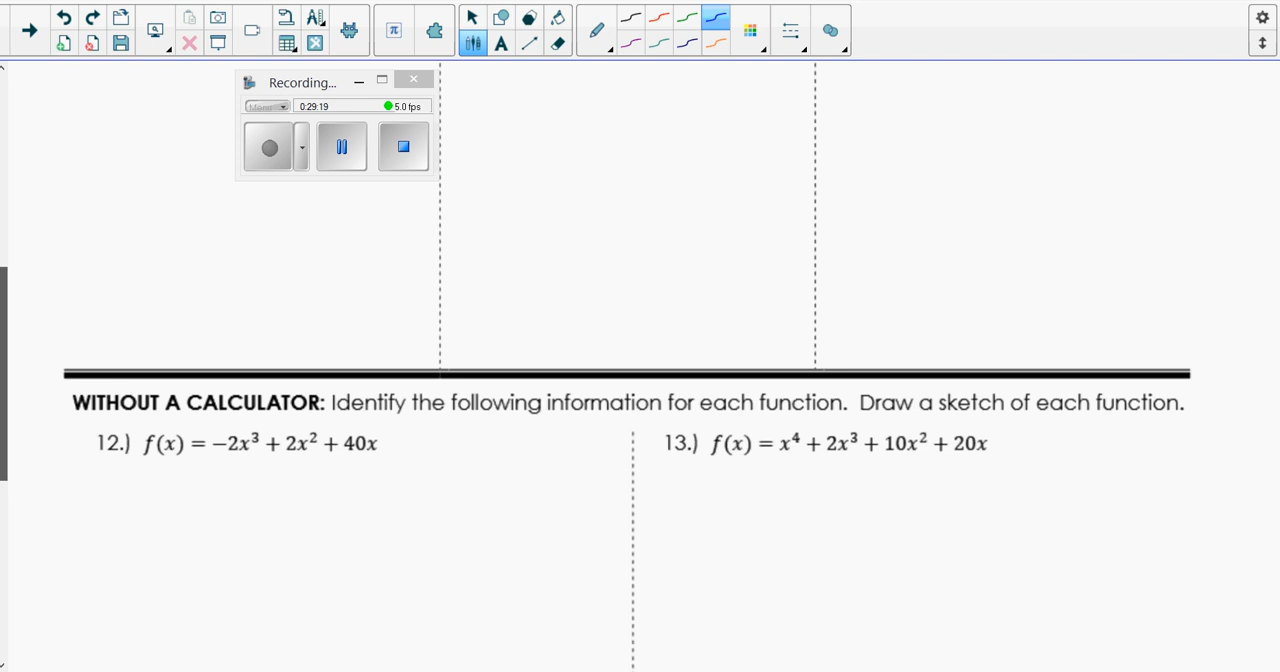 Recording...
Menu
0:29:19
5.0 fps
π
A
WITHOUT A CALCULATOR: Identify the following information for each function. Draw a sketch of each function.
12.) f(x) = −2x³ + 2x² + 40x
13.) f(x) = x⁴ + 2x³ + 10x² + 20x